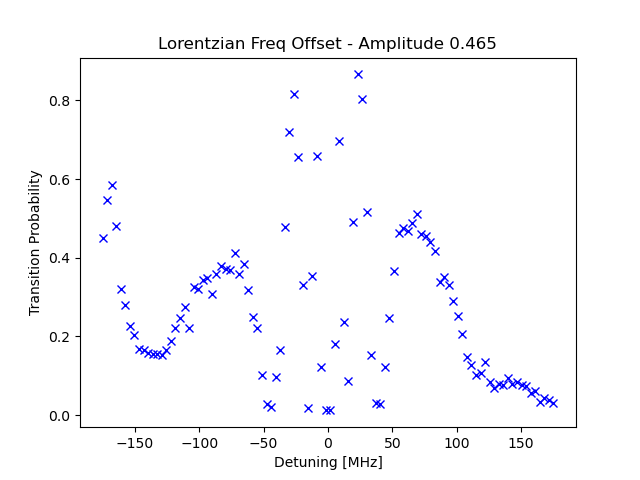 Lorentzian Freq Offset - Amplitude 0.465
Transition Probability
0.8
0.6
0.4
0.2
0.0
−150 −100 −50 0 50 100 150
Detuning [MHz]